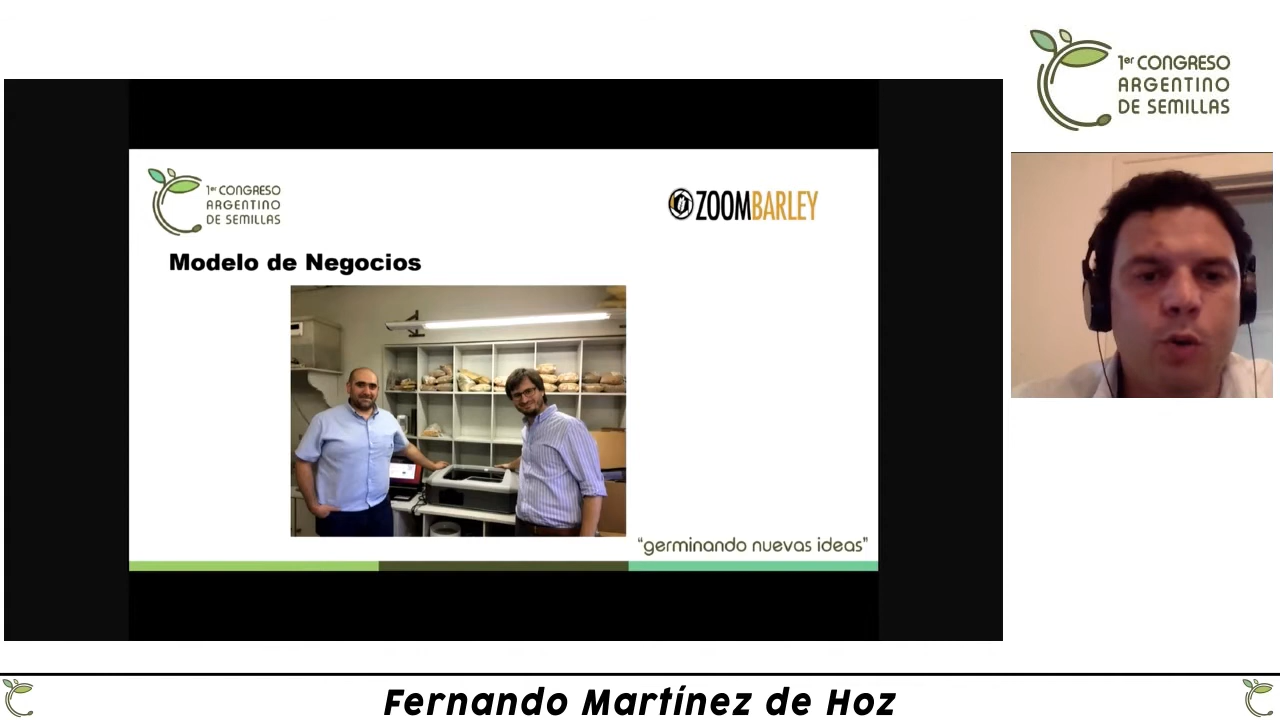 1er CONGRESO
ARGENTINO
DE SEMILLAS
1er CONGRESO
ARGENTINO
DE SEMILLAS
ZOOMBARLEY
Modelo de Negocios
“germinando nuevas ideas”
Fernando Martínez de Hoz